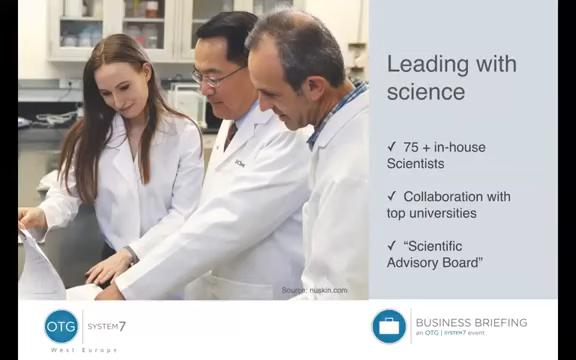 Leading with
science
✓ 75 + in-house
Scientists
✓ Collaboration with
top universities
✓ “Scientific
Advisory Board”
Source: nuskin.com
OTG SYSTEM7
West Europe
BUSINESS BRIEFING
an OTG | SYSTEM7 event